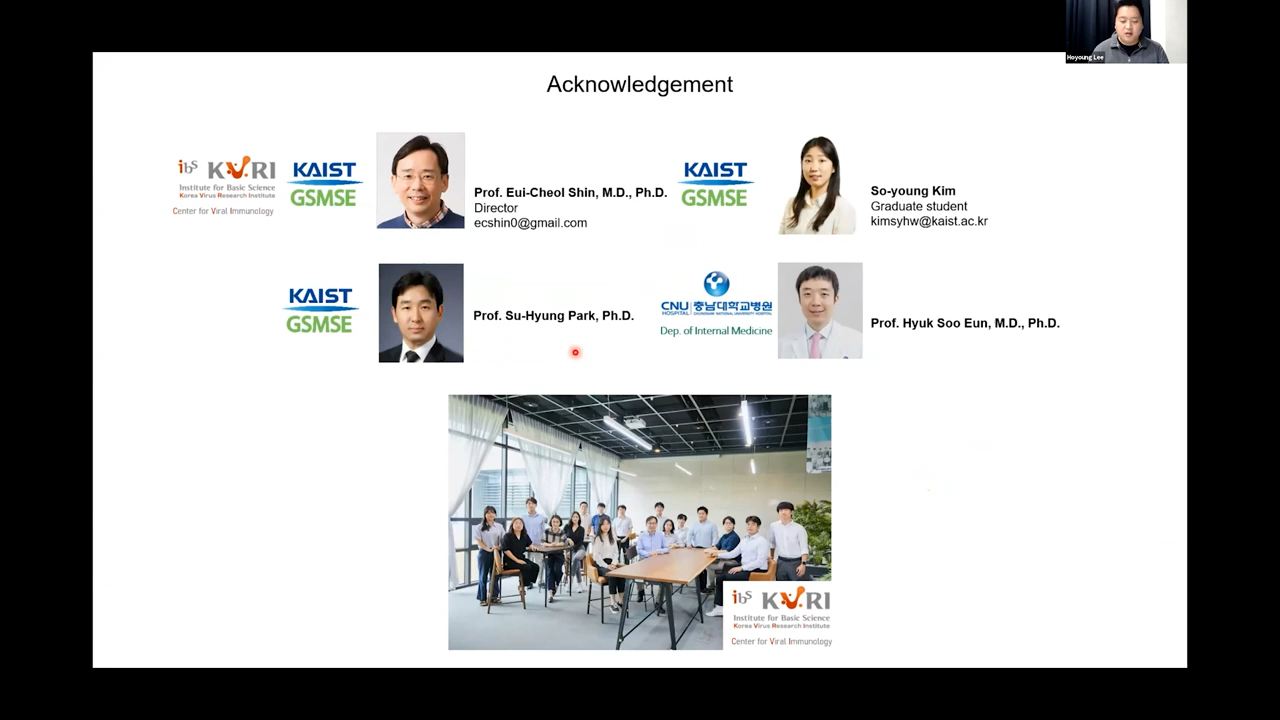 Hoyoung Lee
Acknowledgement
ibS KVRI
Institute for Basic Science
Korea Virus Research Institute
Center for Viral Immunology
KAIST
GSMSE
Prof. Eui-Cheol Shin, M.D., Ph.D.
Director
ecshin0@gmail.com
KAIST
GSMSE
So-young Kim
Graduate student
kimsyhw@kaist.ac.kr
KAIST
GSMSE
Prof. Su-Hyung Park, Ph.D.
CNU 충남대학교병원
HOSPITAL CHUNGNAM NATIONAL UNIVERSITY HOSPITAL
Dep. of Internal Medicine
Prof. Hyuk Soo Eun, M.D., Ph.D.
ibS KVRI
Institute for Basic Science
Korea Virus Research Institute
Center for Viral Immunology